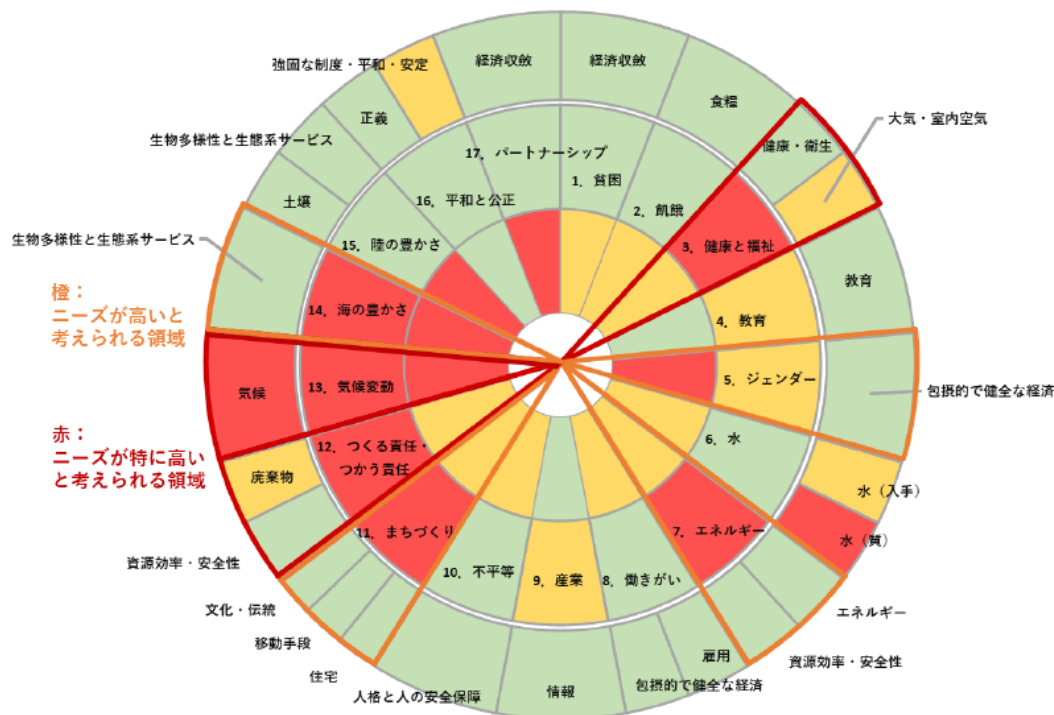 経済収斂
経済収斂
強固な制度・平和・安定
食糧
大気・室内空気
正義
健康・衛生
生物多様性と生態系サービス
17. パートナーシップ
1. 貧困
16. 平和と公正
2. 飢餓
土壌
生物多様性と生態系サービス
15. 陸の豊かさ
3. 健康と福祉
教育
橙：
ニーズが高いと
考えられる領域
14. 海の豊かさ
4. 教育
気候
13. 気候変動
5. ジェンダー
包摂的で健全な経済
赤：
ニーズが特に高い
と考えられる領域
12. つくる責任・
つかう責任
6. 水
廃棄物
水（入手）
11. まちづくり
7. エネルギー
水（質）
資源効率・安全性
10. 不平等
9. 産業
8. 働きがい
文化・伝統
エネルギー
移動手段
資源効率・安全性
住宅
雇用
人格と人の安全保障
情報
包摂的で健全な経済